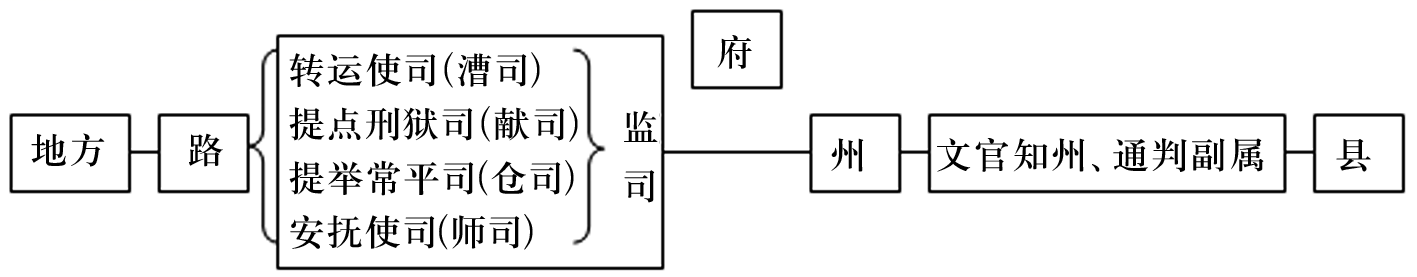 府
地方
路
转运使司(漕司)
提点刑狱司(献司)
提举常平司(仓司)
安抚使司(师司)
监司
州
文官知州、通判副属
县